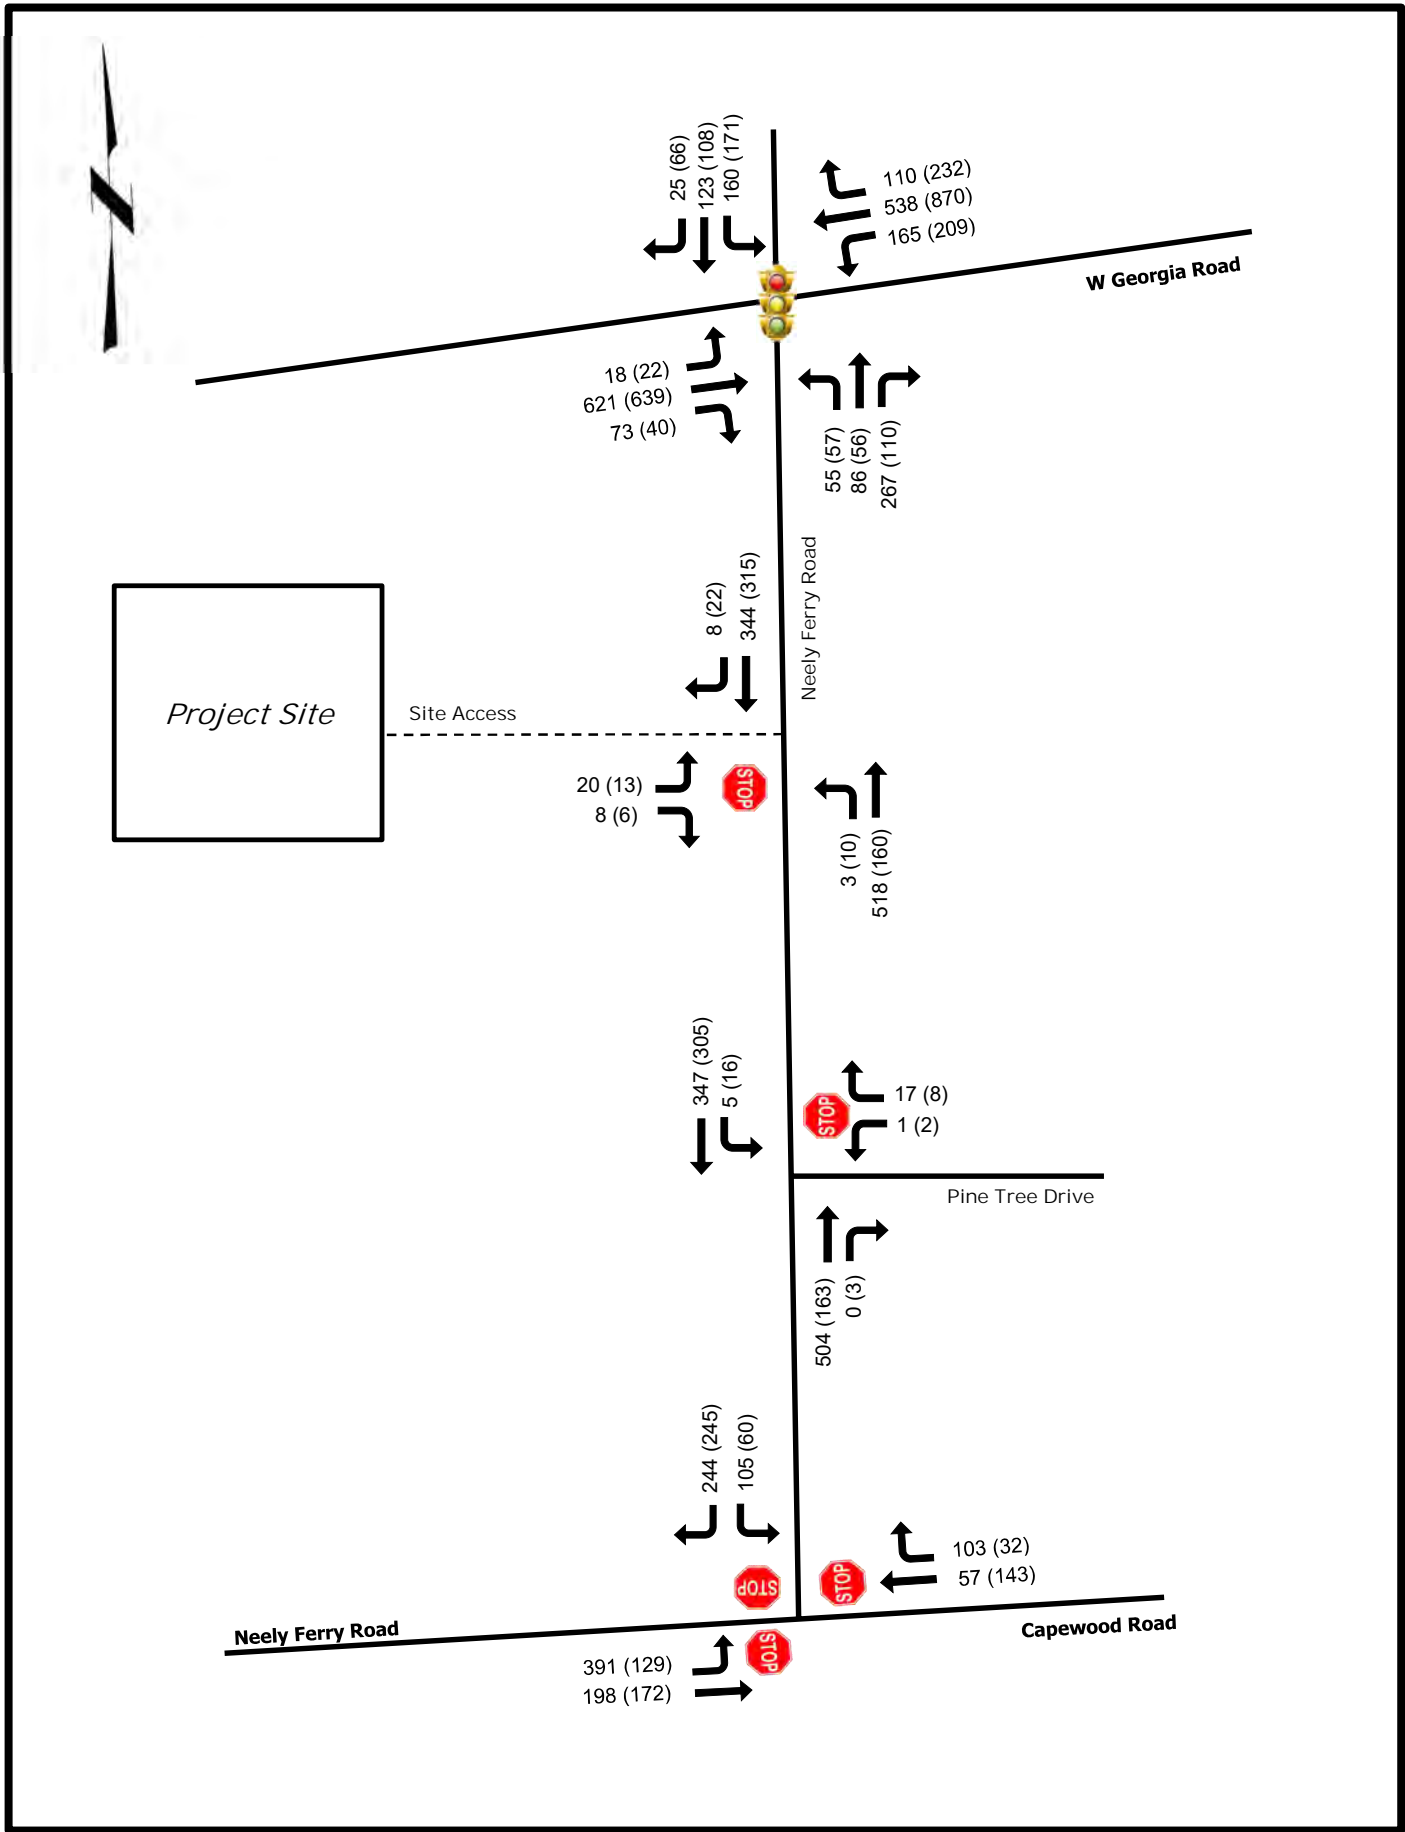 25 (66)
123 (108)
160 (171)
110 (232)
538 (870)
165 (209)
W Georgia Road
18 (22)
621 (639)
73 (40)
55 (57)
86 (56)
267 (110)
Neely Ferry Road
8 (22)
344 (315)
Project Site
Site Access
20 (13)
8 (6)
STOP
3 (10)
518 (160)
347 (305)
5 (16)
STOP
17 (8)
1 (2)
Pine Tree Drive
504 (163)
0 (3)
244 (245)
105 (60)
STOP
STOP
103 (32)
57 (143)
Neely Ferry Road
Capewood Road
STOP
391 (129)
198 (172)